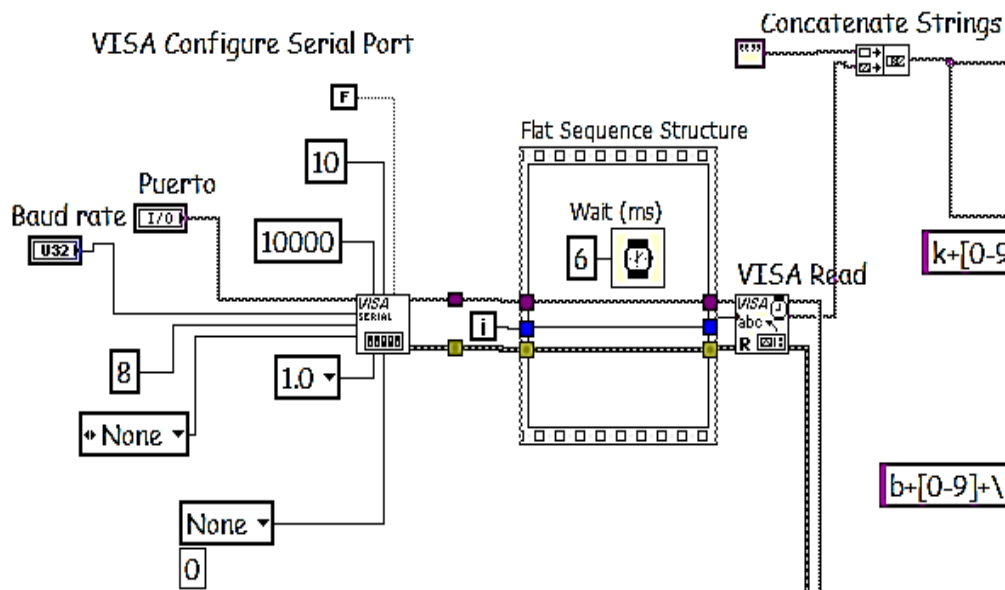 VISA Configure Serial Port
Concatenate Strings
F
10
Flat Sequence Structure
Puerto
I/O
Baud rate
U32
10000
Wait (ms)
6
VISA Read
k+[0-9
VISA
SERIAL
i
VISA
abc
R
8
1.0
None
b+[0-9]+\
None
0